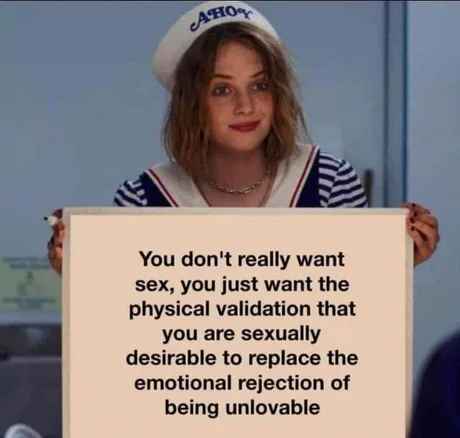 AHOY
You don't really want
sex, you just want the
physical validation that
you are sexually
desirable to replace the
emotional rejection of
being unlovable